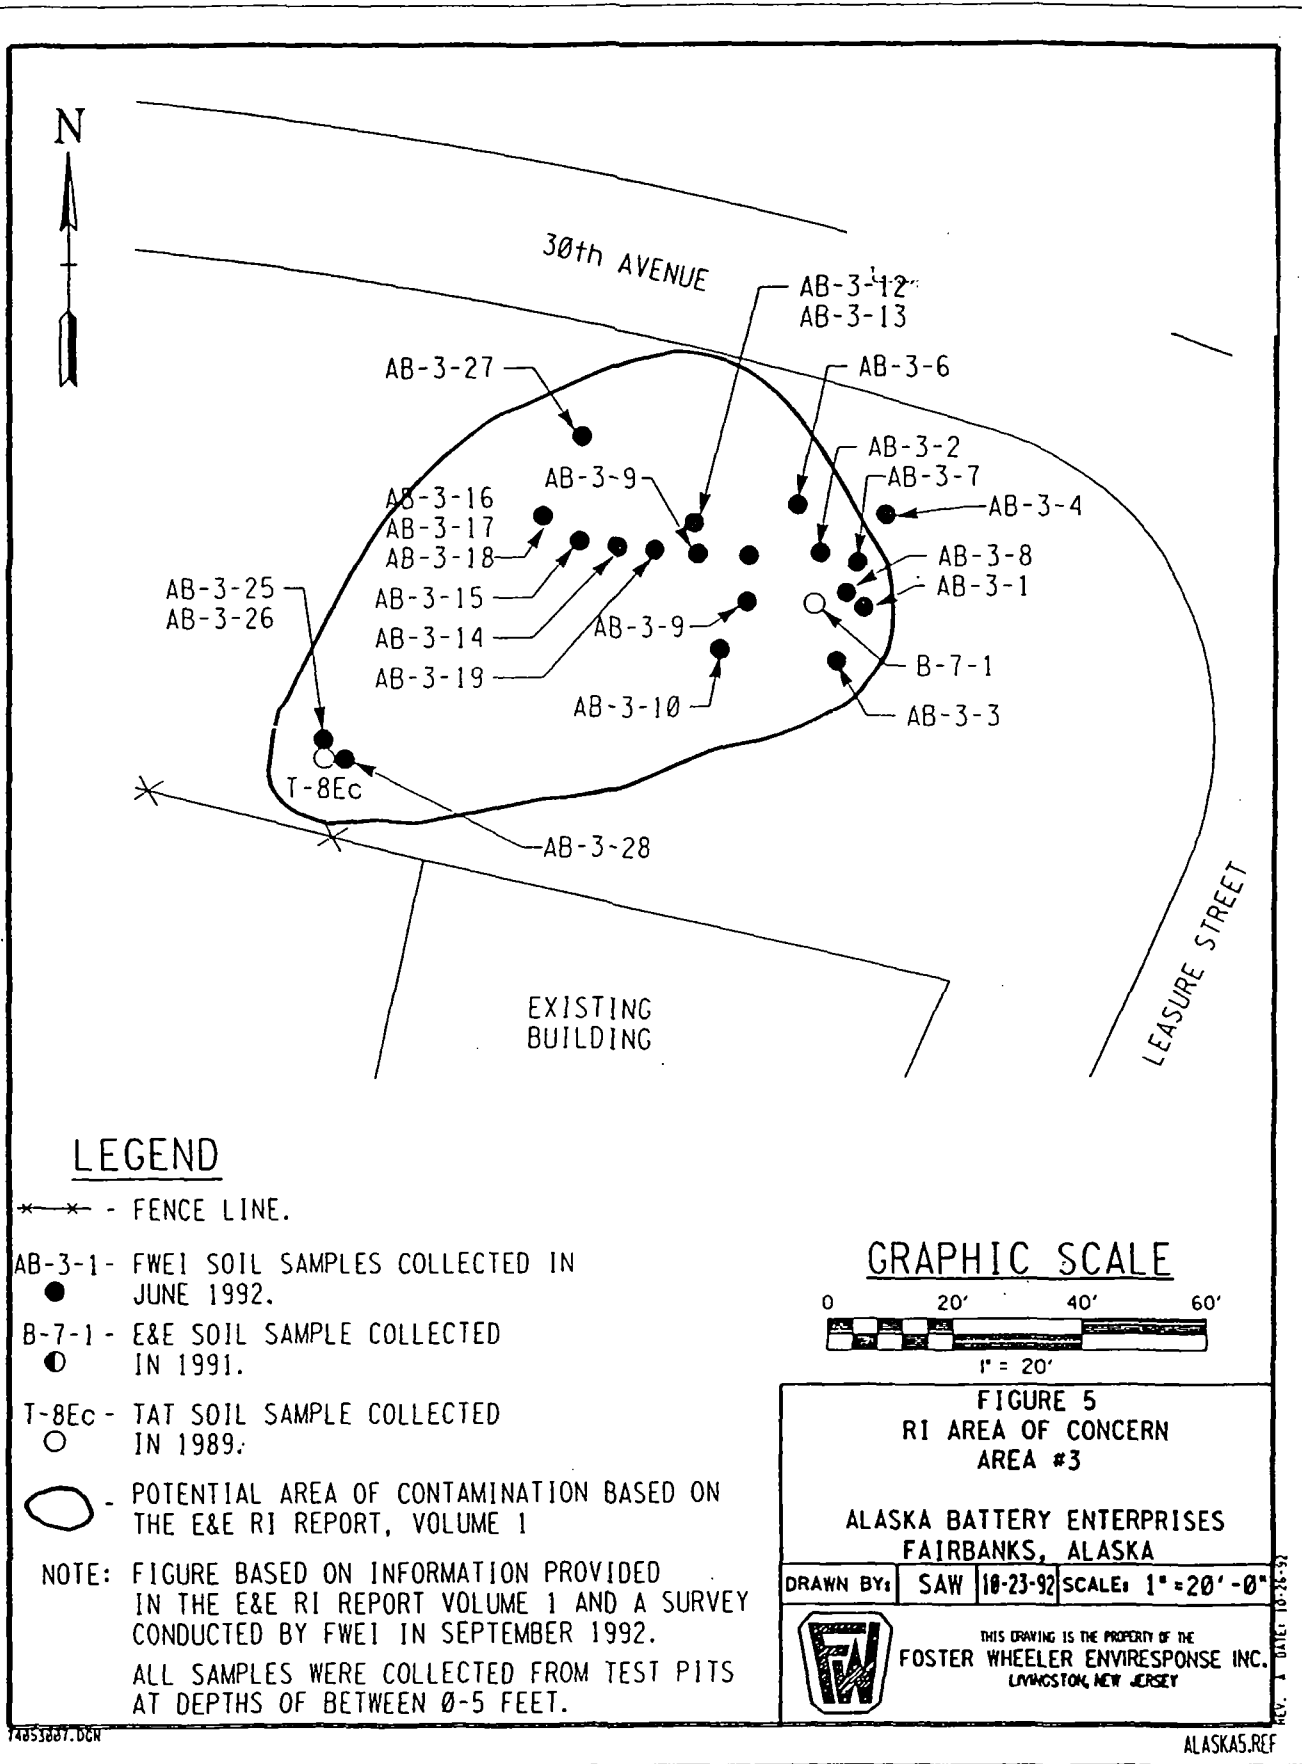 N
30th AVENUE
AB-3-12
AB-3-13
AB-3-27
AB-3-6
AB-3-2
AB-3-9
AB-3-7
AB-3-16
AB-3-4
AB-3-17
AB-3-18
AB-3-8
AB-3-25
AB-3-1
AB-3-15
AB-3-26
AB-3-9
AB-3-14
B-7-1
AB-3-19
AB-3-10
AB-3-3
T-8Ec
AB-3-28
LEASURE STREET
EXISTING
BUILDING
LEGEND
- FENCE LINE.
AB-3-1 - FWEI SOIL SAMPLES COLLECTED IN
JUNE 1992.
B-7-1 - E&E SOIL SAMPLE COLLECTED
IN 1991.
T-8Ec - TAT SOIL SAMPLE COLLECTED
IN 1989.
- POTENTIAL AREA OF CONTAMINATION BASED ON
THE E&E RI REPORT, VOLUME 1
NOTE: FIGURE BASED ON INFORMATION PROVIDED
IN THE E&E RI REPORT VOLUME 1 AND A SURVEY
CONDUCTED BY FWEI IN SEPTEMBER 1992.
ALL SAMPLES WERE COLLECTED FROM TEST PITS
AT DEPTHS OF BETWEEN 0-5 FEET.
GRAPHIC SCALE
0 20' 40' 60'
1" = 20'
FIGURE 5
RI AREA OF CONCERN
AREA #3
ALASKA BATTERY ENTERPRISES
FAIRBANKS, ALASKA
DRAWN BY: SAW 10-23-92 SCALE: 1" = 20'-0"
FW
THIS DRAWING IS THE PROPERTY OF THE
FOSTER WHEELER ENVIRESPONSE INC.
LIVINGSTON, NEW JERSEY
REV. A DATE: 10-26-92
ALASKA5.REF